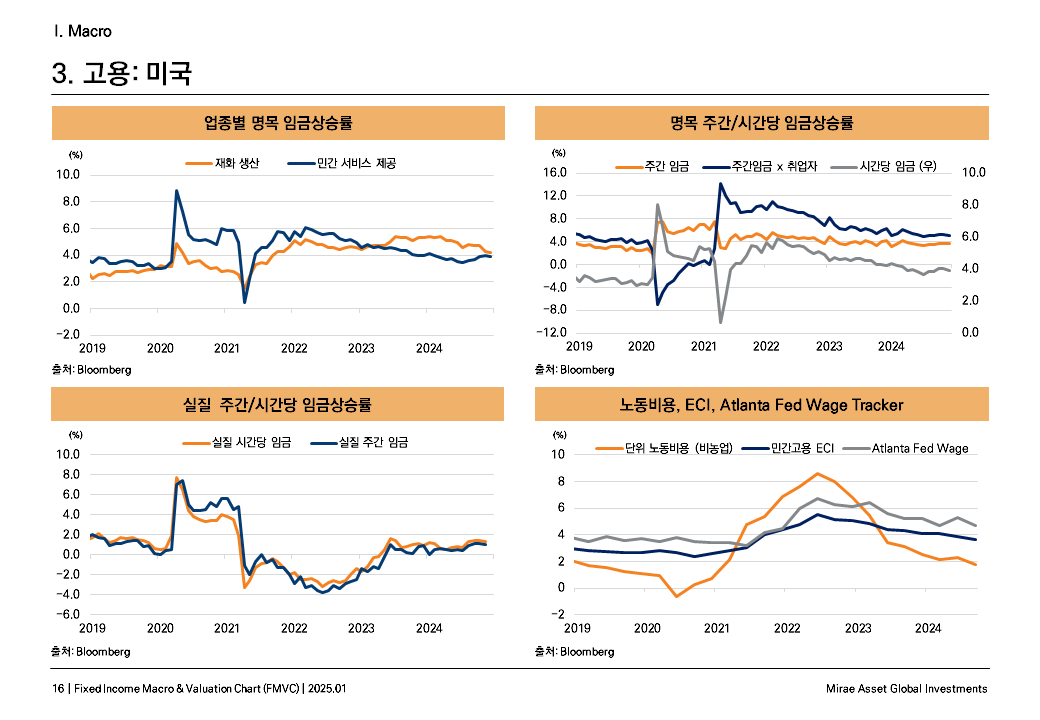 I. Macro
3. 고용: 미국
업종별 명목 임금상승률
(%)
재화 생산
민간 서비스 제공
10.0
8.0
6.0
4.0
2.0
0.0
-2.0
2019 2020 2021 2022 2023 2024
출처: Bloomberg
명목 주간/시간당 임금상승률
(%)
주간 임금
주간임금 x 취업자
시간당 임금 (우)
16.0
12.0
8.0
4.0
0.0
-4.0
-8.0
-12.0
10.0
8.0
6.0
4.0
2.0
0.0
2019 2020 2021 2022 2023 2024
출처: Bloomberg
실질 주간/시간당 임금상승률
(%)
실질 시간당 임금
실질 주간 임금
10.0
8.0
6.0
4.0
2.0
0.0
-2.0
-4.0
-6.0
2019 2020 2021 2022 2023 2024
출처: Bloomberg
노동비용, ECI, Atlanta Fed Wage Tracker
(%)
단위 노동비용 (비농업)
민간고용 ECI
Atlanta Fed Wage
10
8
6
4
2
0
-2
2019 2020 2021 2022 2023 2024
출처: Bloomberg
16 | Fixed Income Macro & Valuation Chart (FMVC) | 2025.01
Mirae Asset Global Investments